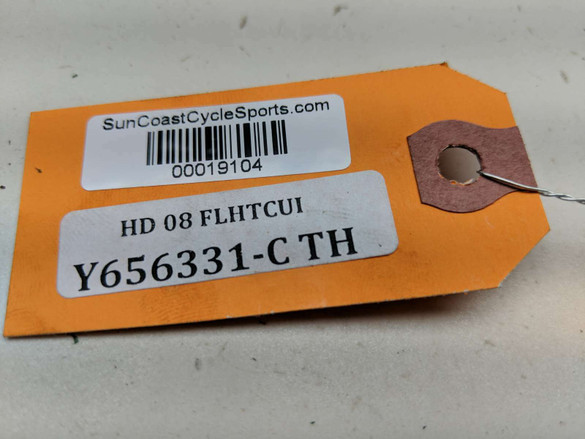 SunCoastCycleSports.com
00019104
HD 08 FLHTCUI
Y656331-C TH